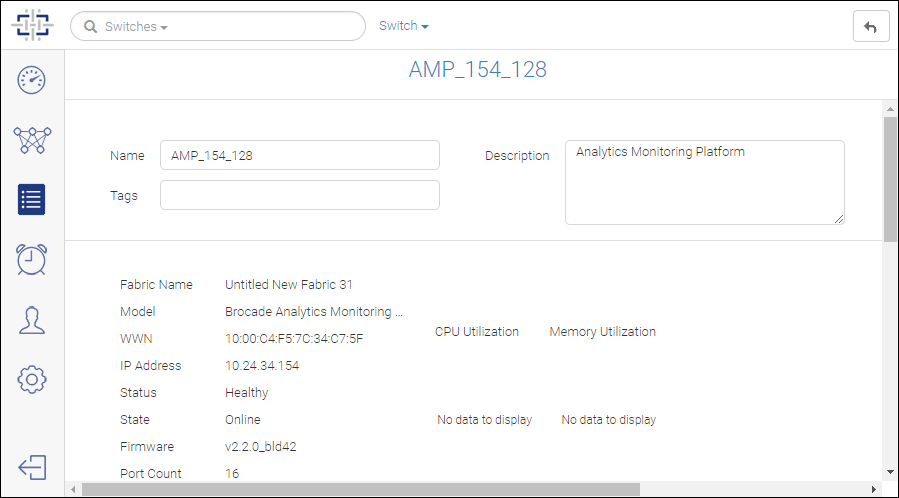 Switches
Switch
AMP_154_128
Name AMP_154_128
Description Analytics Monitoring Platform
Tags
Fabric Name Untitled New Fabric 31
Model Brocade Analytics Monitoring ...
WWN 10:00:C4:F5:7C:34:C7:5F
IP Address 10.24.34.154
Status Healthy
State Online
Firmware v2.2.0_bld42
Port Count 16
CPU Utilization Memory Utilization
No data to display No data to display